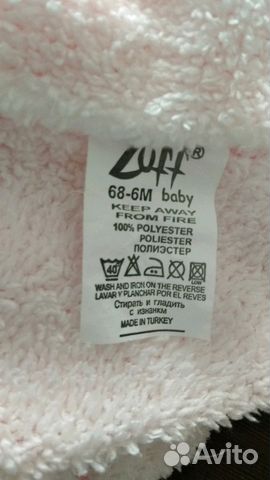 Luff®
68-6M baby
KEEP AWAY
FROM FIRE
100% POLYESTER
POLIESTER
ПОЛИЭСТЕР
40
LOW
WASH AND IRON ON THE REVERSE
LAVAR Y PLANCHAR POR EL REVES
Стирать и гладить
с изнанки
MADE IN TURKEY
Avito